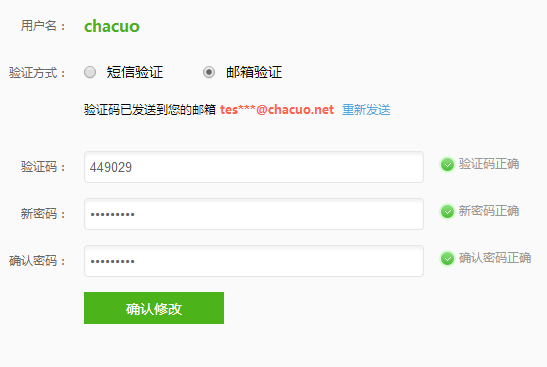 用户名： chacuo
验证方式： 短信验证 邮箱验证
验证码已发送到您的邮箱 tes***@chacuo.net 重新发送
验证码： 449029 验证码正确
新密码： ••••••••• 新密码正确
确认密码： ••••••••• 确认密码正确
确认修改